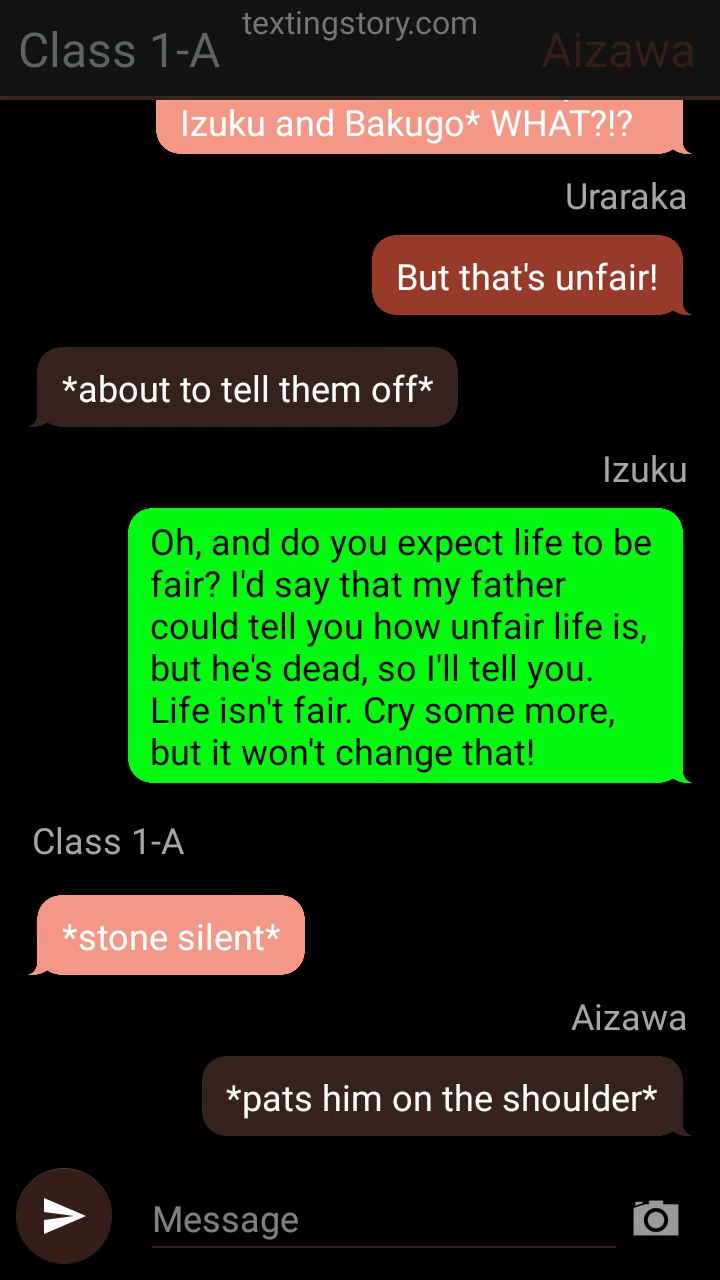 textingstory.com
Class 1-A
Aizawa
Izuku and Bakugo* WHAT?!?
Uraraka
But that's unfair!
*about to tell them off*
Izuku
Oh, and do you expect life to be
fair? I'd say that my father
could tell you how unfair life is,
but he's dead, so I'll tell you.
Life isn't fair. Cry some more,
but it won't change that!
Class 1-A
*stone silent*
Aizawa
*pats him on the shoulder*
Message